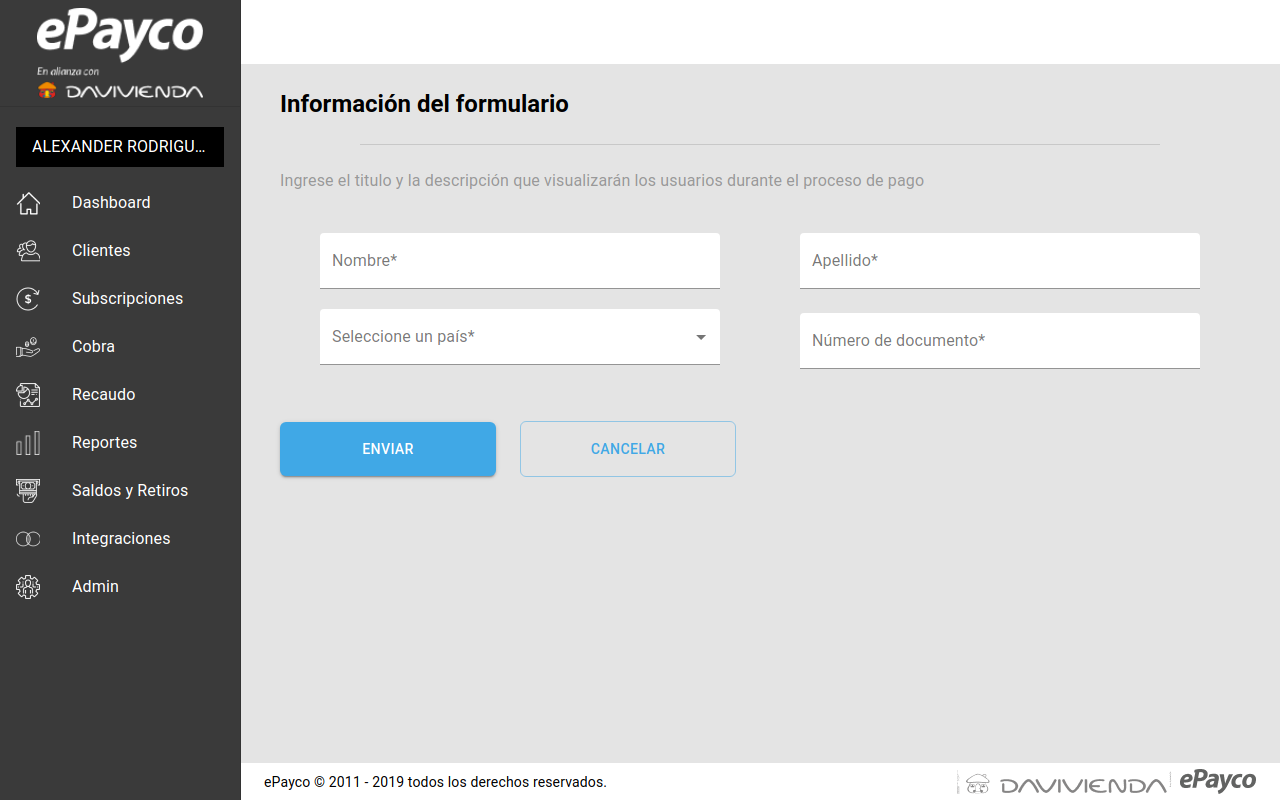 ePayco
En alianza con
DAVIVIENDA
ALEXANDER RODRIGU...
Dashboard
Clientes
Subscripciones
Cobra
Recaudo
Reportes
Saldos y Retiros
Integraciones
Admin
Información del formulario
Ingrese el titulo y la descripción que visualizarán los usuarios durante el proceso de pago
Nombre*
Apellido*
Seleccione un país*
Número de documento*
ENVIAR
CANCELAR
ePayco © 2011 - 2019 todos los derechos reservados.
DAVIVIENDA
ePayco